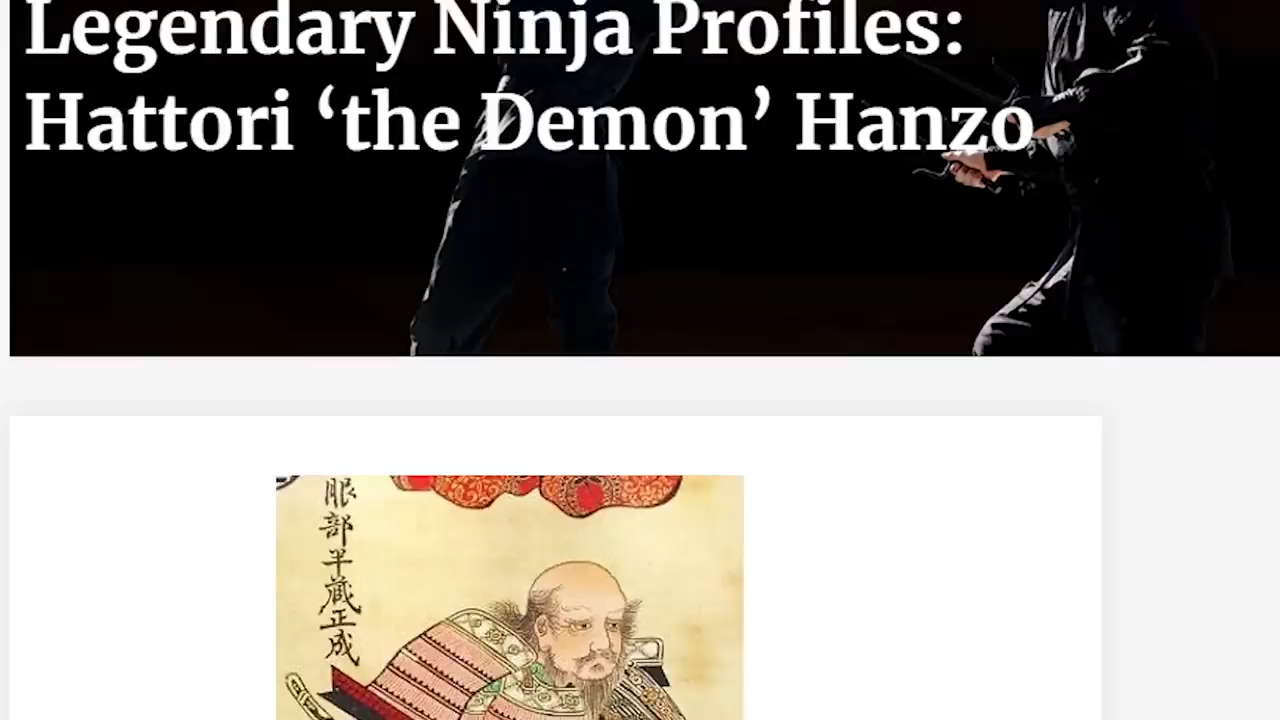 Legendary Ninja Profiles:
Hattori ‘the Demon’ Hanzo
服部半蔵正成